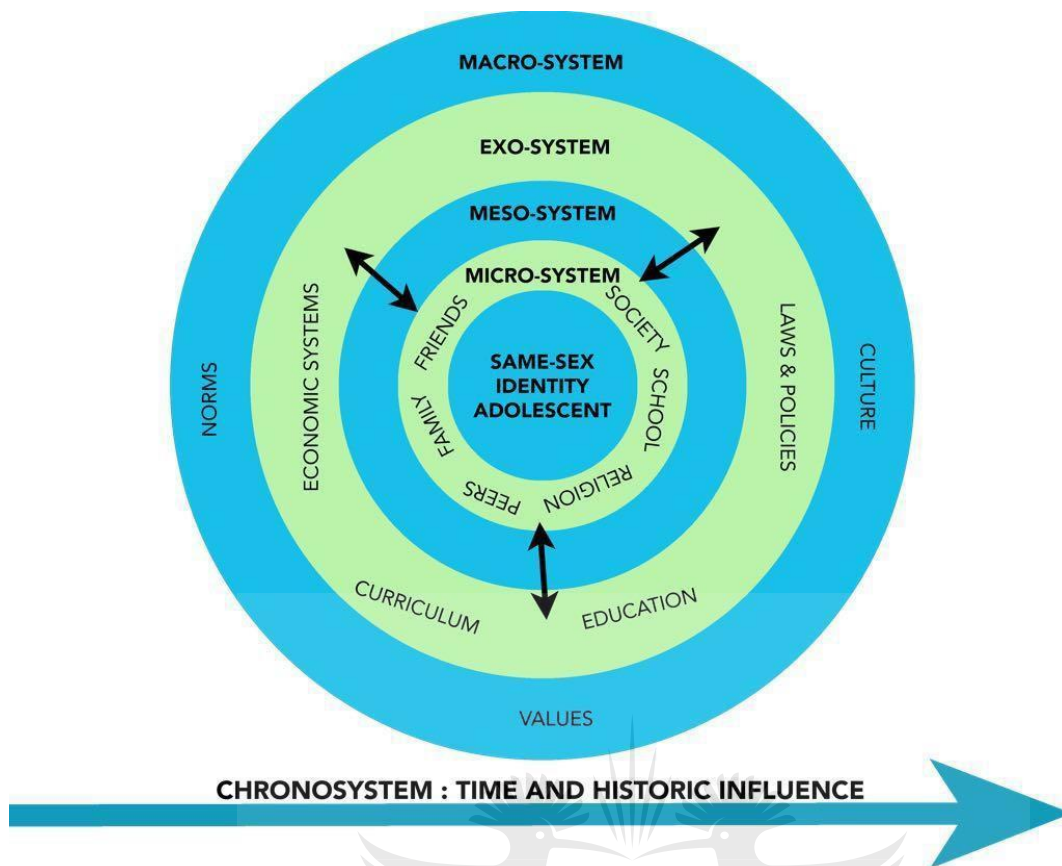 MACRO-SYSTEM
EXO-SYSTEM
MESO-SYSTEM
MICRO-SYSTEM
FRIENDS
SOCIETY
SAME-SEX
IDENTITY
ADOLESCENT
FAMILY
SCHOOL
PEERS
RELIGION
NORMS
ECONOMIC SYSTEMS
LAWS & POLICIES
CULTURE
CURRICULUM
EDUCATION
VALUES
CHRONOSYSTEM : TIME AND HISTORIC INFLUENCE